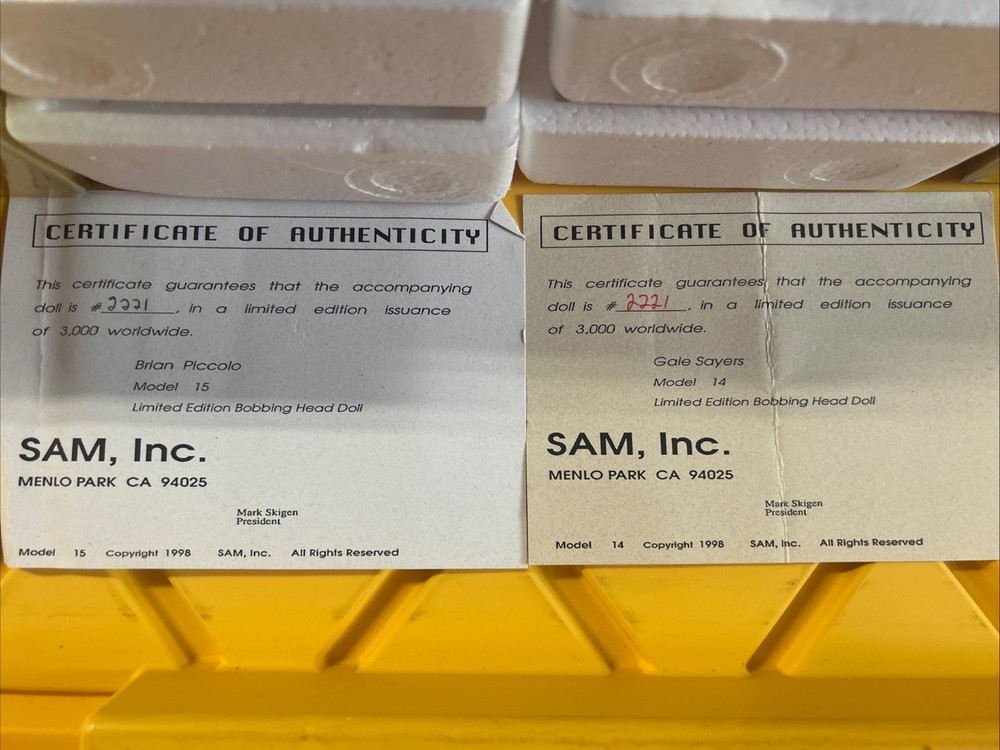 CERTIFICATE OF AUTHENTICITY
This certificate guarantees that the accompanying
doll is #2221, in a limited edition issuance
of 3,000 worldwide.
Brian Piccolo
Model 15
Limited Edition Bobbing Head Doll
SAM, Inc.
MENLO PARK CA 94025
Mark Skigen
President
Model 15 Copyright 1998 SAM, Inc. All Rights Reserved
CERTIFICATE OF AUTHENTICITY
This certificate guarantees that the accompanying
doll is #2221, in a limited edition issuance
of 3,000 worldwide.
Gale Sayers
Model 14
Limited Edition Bobbing Head Doll
SAM, Inc.
MENLO PARK CA 94025
Mark Skigen
President
Model 14 Copyright 1998 SAM, Inc. All Rights Reserved